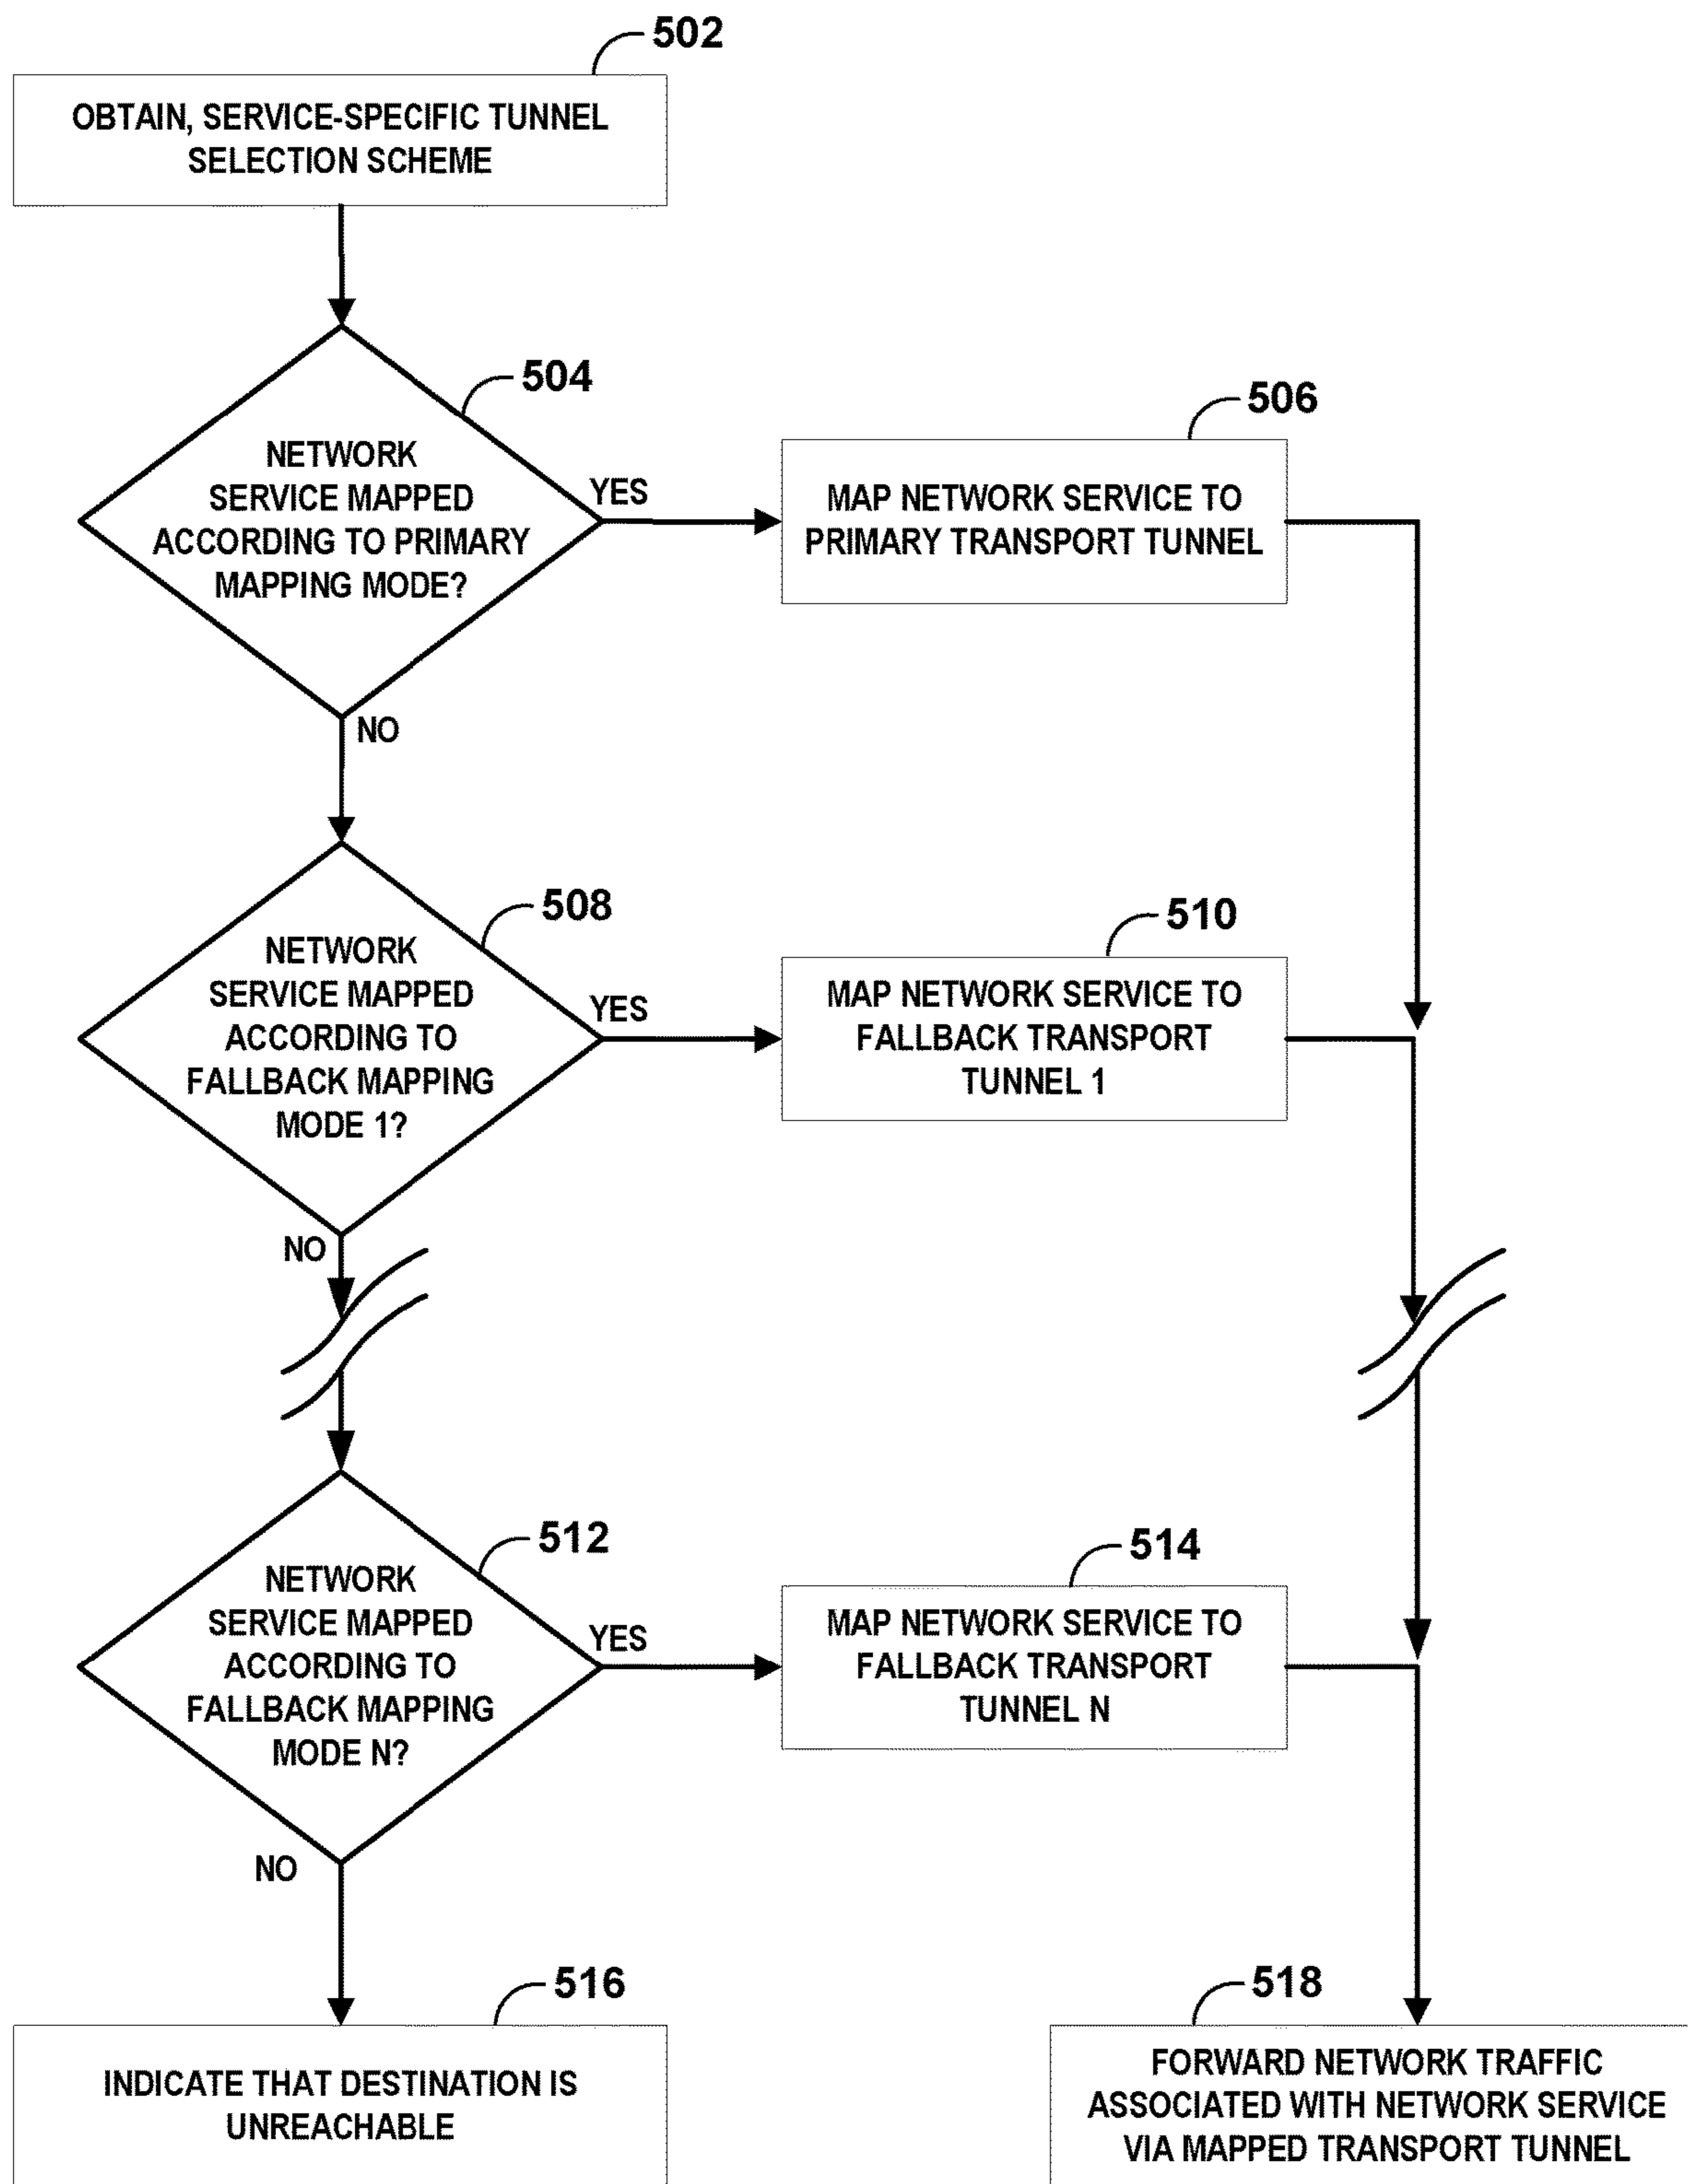 502
OBTAIN, SERVICE-SPECIFIC TUNNEL
SELECTION SCHEME
504
NETWORK
SERVICE MAPPED
ACCORDING TO PRIMARY
MAPPING MODE?
YES
NO
506
MAP NETWORK SERVICE TO
PRIMARY TRANSPORT TUNNEL
508
NETWORK
SERVICE MAPPED
ACCORDING TO
FALLBACK MAPPING
MODE 1?
YES
NO
510
MAP NETWORK SERVICE TO
FALLBACK TRANSPORT
TUNNEL 1
512
NETWORK
SERVICE MAPPED
ACCORDING TO
FALLBACK MAPPING
MODE N?
YES
NO
514
MAP NETWORK SERVICE TO
FALLBACK TRANSPORT
TUNNEL N
516
INDICATE THAT DESTINATION IS
UNREACHABLE
518
FORWARD NETWORK TRAFFIC
ASSOCIATED WITH NETWORK SERVICE
VIA MAPPED TRANSPORT TUNNEL